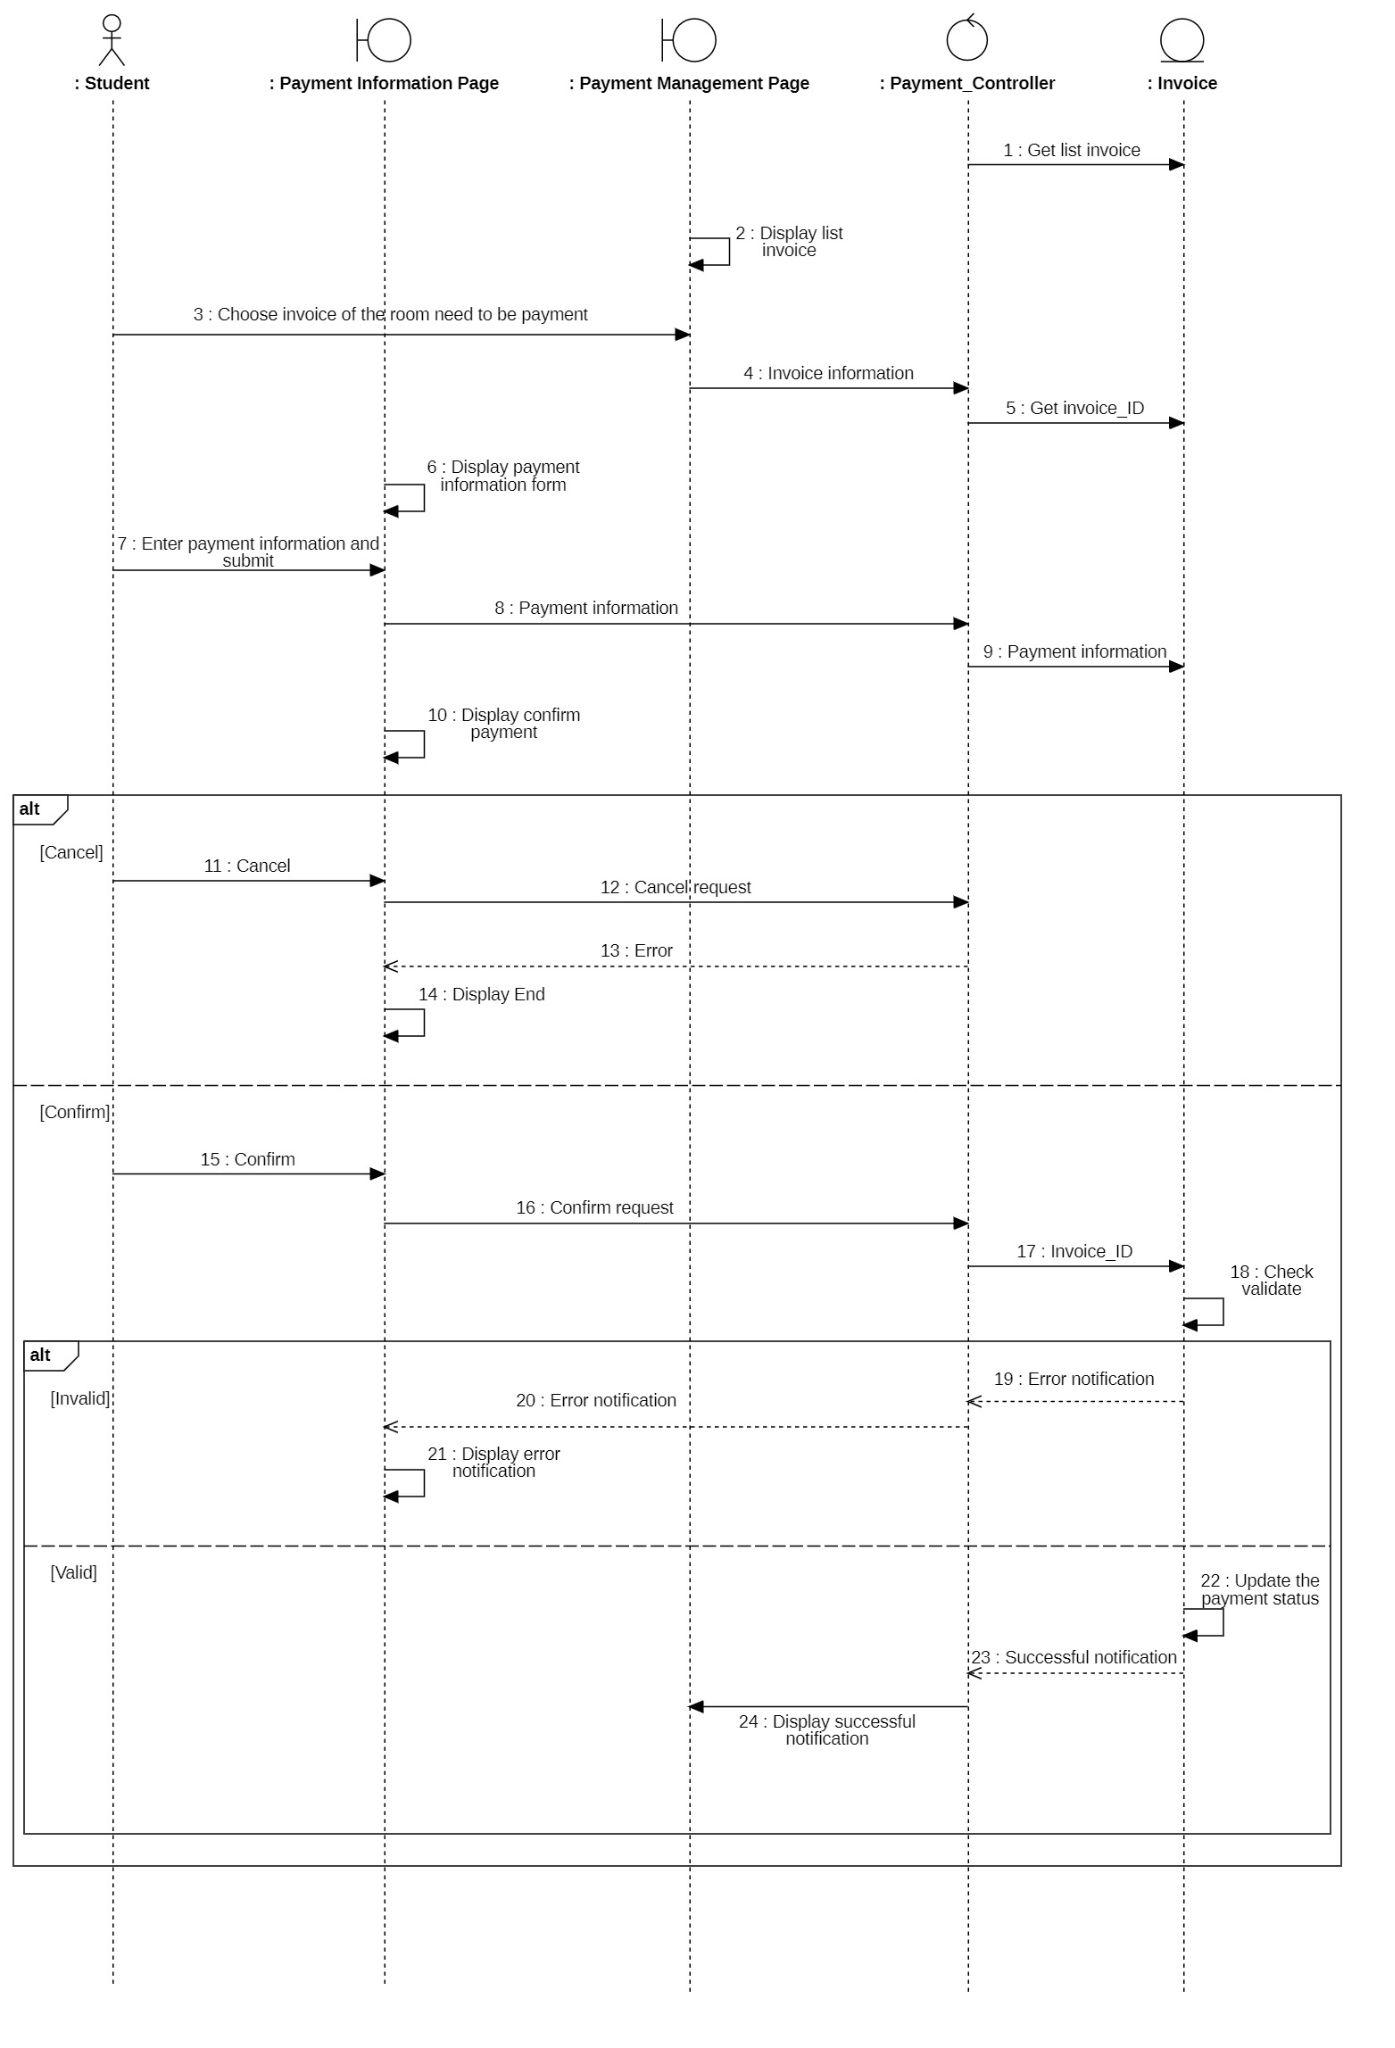 : Student
: Payment Information Page
: Payment Management Page
: Payment_Controller
: Invoice
1 : Get list invoice
2 : Display list
invoice
3 : Choose invoice of the room need to be payment
4 : Invoice information
5 : Get invoice_ID
6 : Display payment
information form
7 : Enter payment information and
submit
8 : Payment information
9 : Payment information
10 : Display confirm
payment
alt
[Cancel]
11 : Cancel
12 : Cancel request
13 : Error
14 : Display End
[Confirm]
15 : Confirm
16 : Confirm request
17 : Invoice_ID
18 : Check
validate
alt
[Invalid]
19 : Error notification
20 : Error notification
21 : Display error
notification
[Valid]
22 : Update the
payment status
23 : Successful notification
24 : Display successful
notification